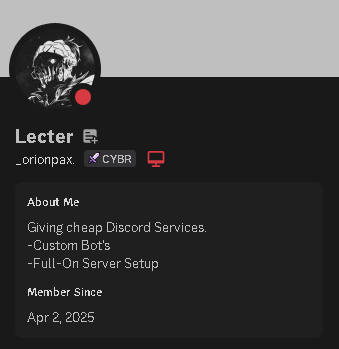 Lecter
_orionpax. CYBR
About Me
Giving cheap Discord Services.
-Custom Bot's
-Full-On Server Setup
Member Since
Apr 2, 2025